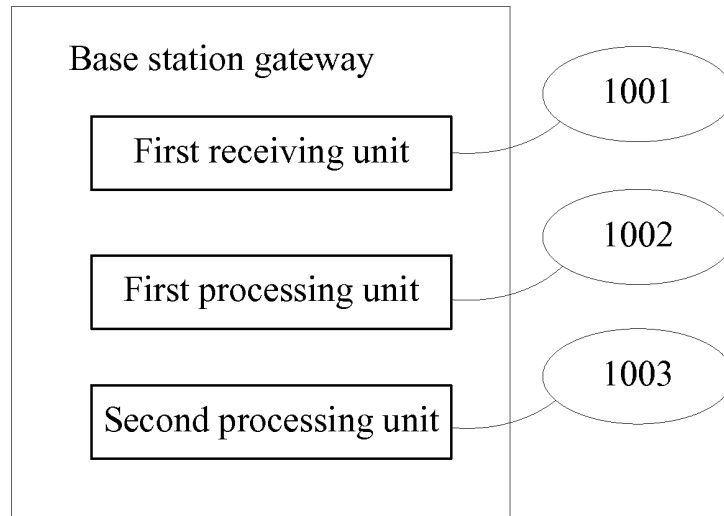 Base station gateway
1001
First receiving unit
1002
First processing unit
1003
Second processing unit